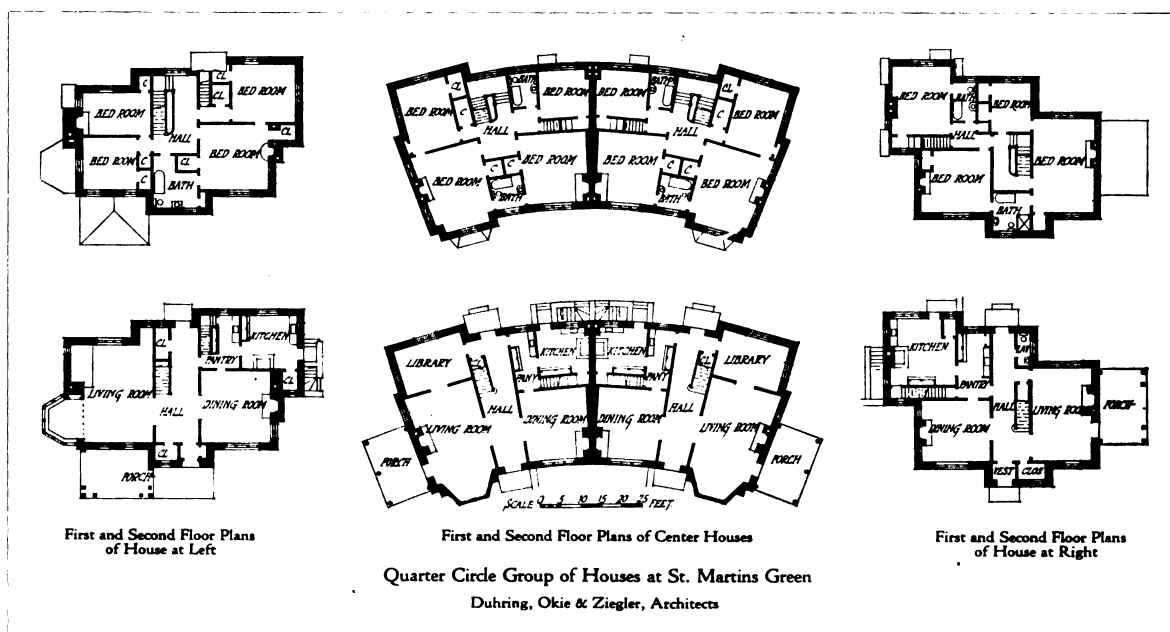 CL
C
CL
BED ROOM
BED ROOM
CL
HALL
CL
BED ROOM
C
CL
BED ROOM
C
BATH
BED ROOM
CL
C
BATH
BED ROOM
HALL
BED ROOM
C
C
BED ROOM
BATH
BED ROOM
BATH
CL
C
BED ROOM
HALL
BED ROOM
C
C
BED ROOM
BATH
BED ROOM
BATH
BED ROOM
HALL
BED ROOM
BED ROOM
BATH
CL
KITCHEN
PANTRY
CL
LIVING ROOM
HALL
DINING ROOM
CL
PORCH
LIBRARY
CL
KITCHEN
PANY
HALL
DINING ROOM
LIVING ROOM
PORCH
KITCHEN
CL
LIBRARY
PANY
DINING ROOM
HALL
LIVING ROOM
PORCH
SCALE 0 5 10 15 20 25 FEET.
KITCHEN
LAV
PANTRY
HALL
LIVING ROOM
PORCH
DINING ROOM
VEST
CLOS
First and Second Floor Plans
of House at Left
First and Second Floor Plans of Center Houses
First and Second Floor Plans
of House at Right
Quarter Circle Group of Houses at St. Martins Green
Duhring, Okie & Ziegler, Architects